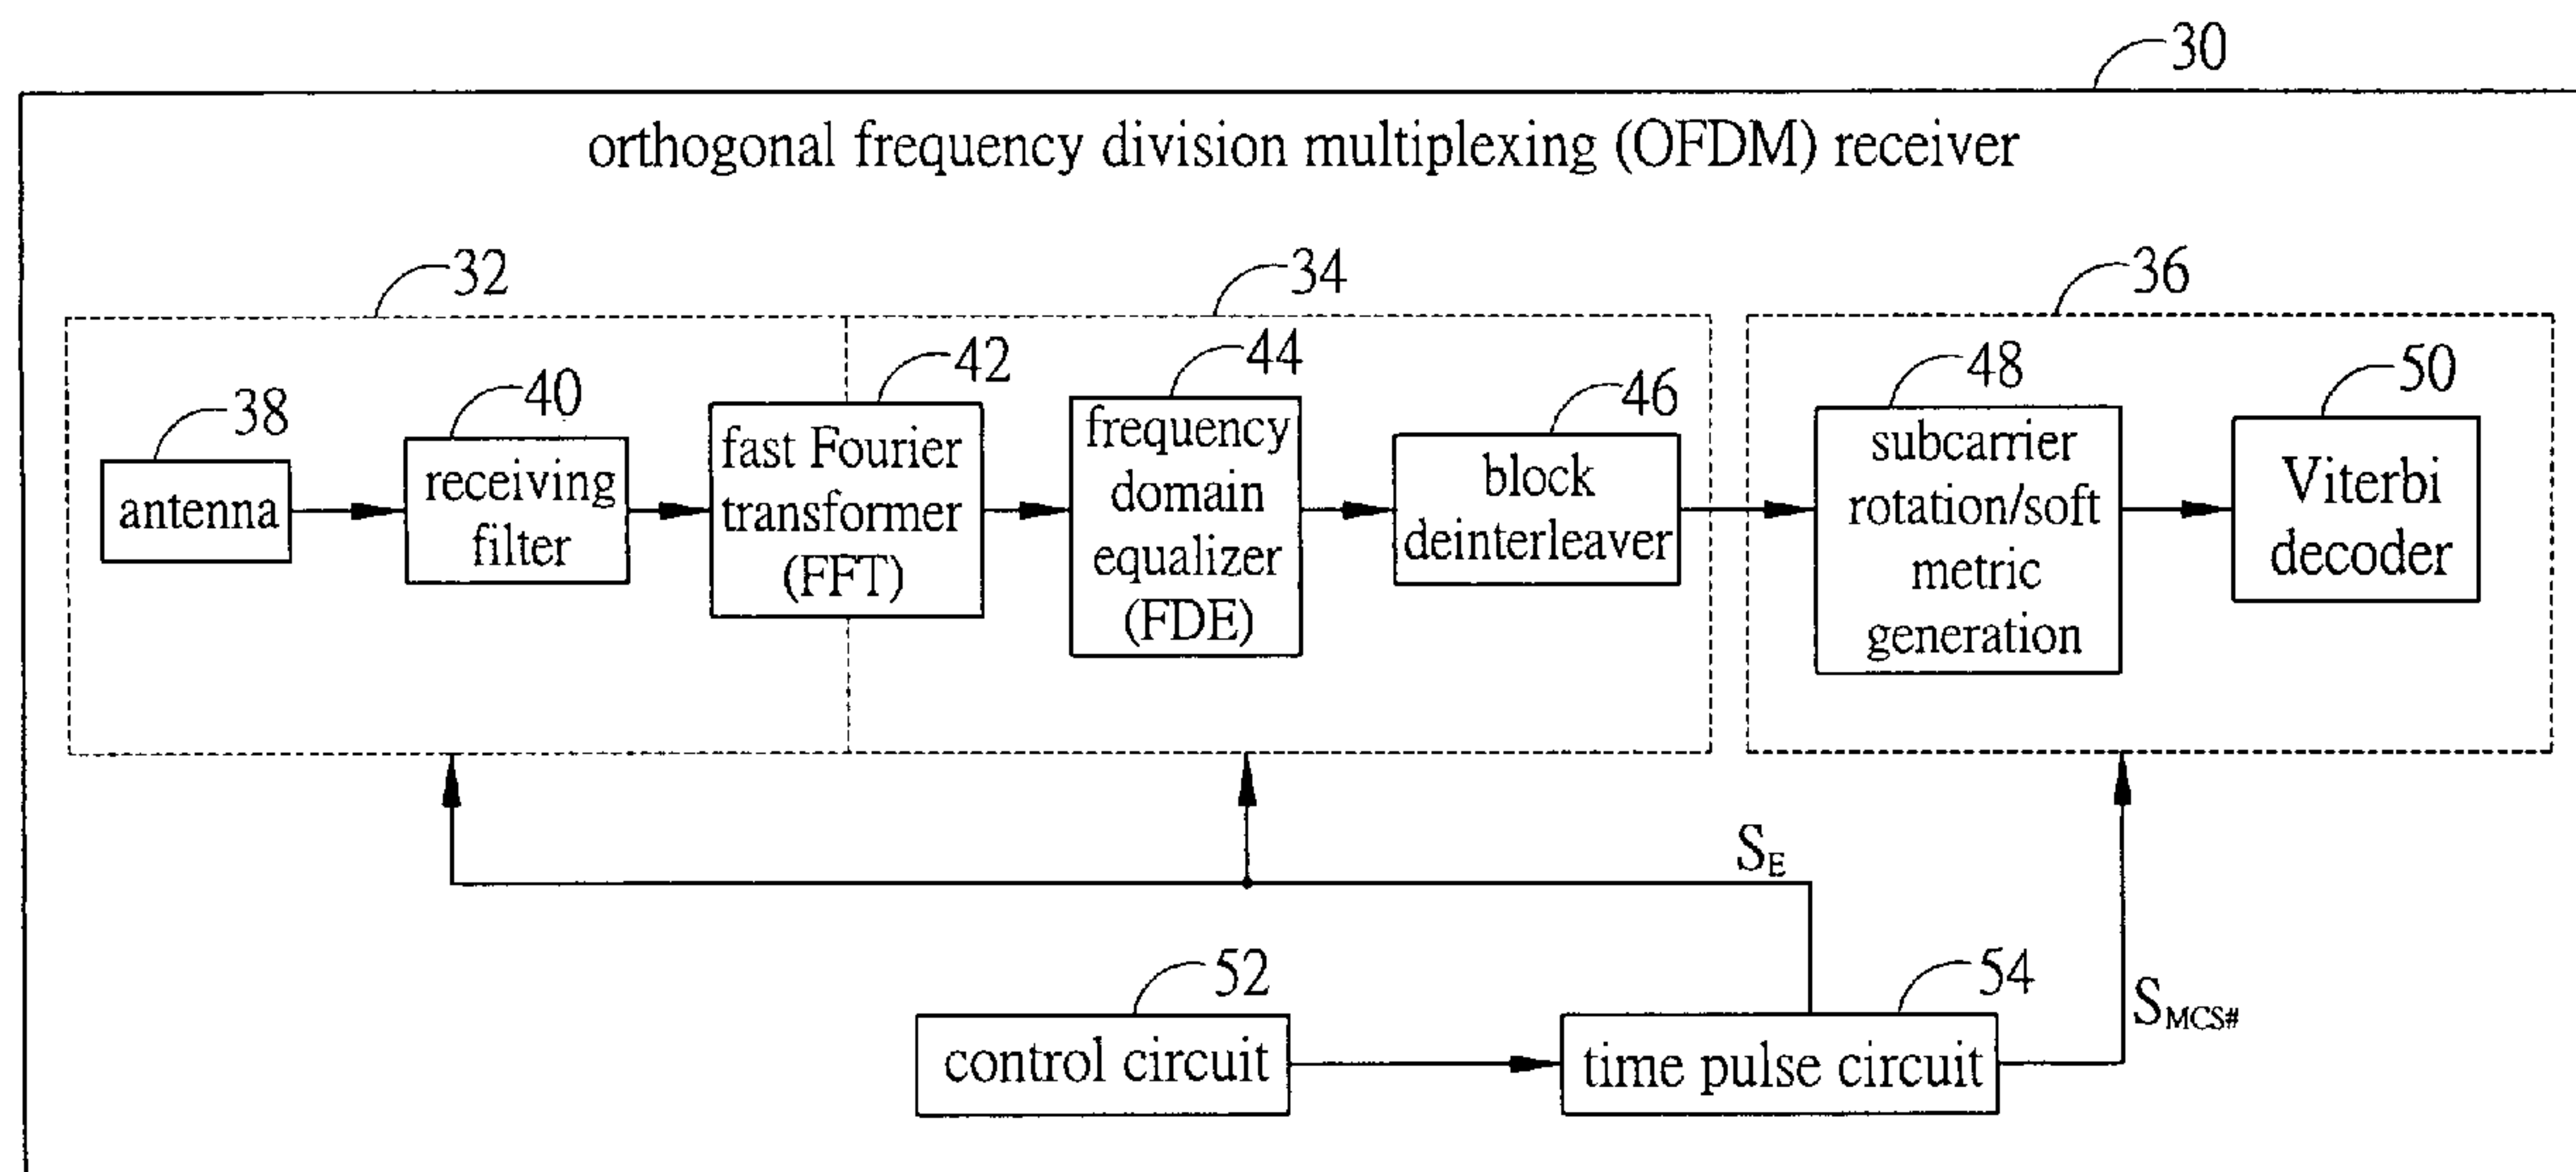 30
orthogonal frequency division multiplexing (OFDM) receiver
32
34
36
38
antenna
40
receiving
filter
42
fast Fourier
transformer
(FFT)
44
frequency
domain
equalizer
(FDE)
46
block
deinterleaver
48
subcarrier
rotation/soft
metric
generation
50
Viterbi
decoder
SE
SMCS#
52
control circuit
54
time pulse circuit